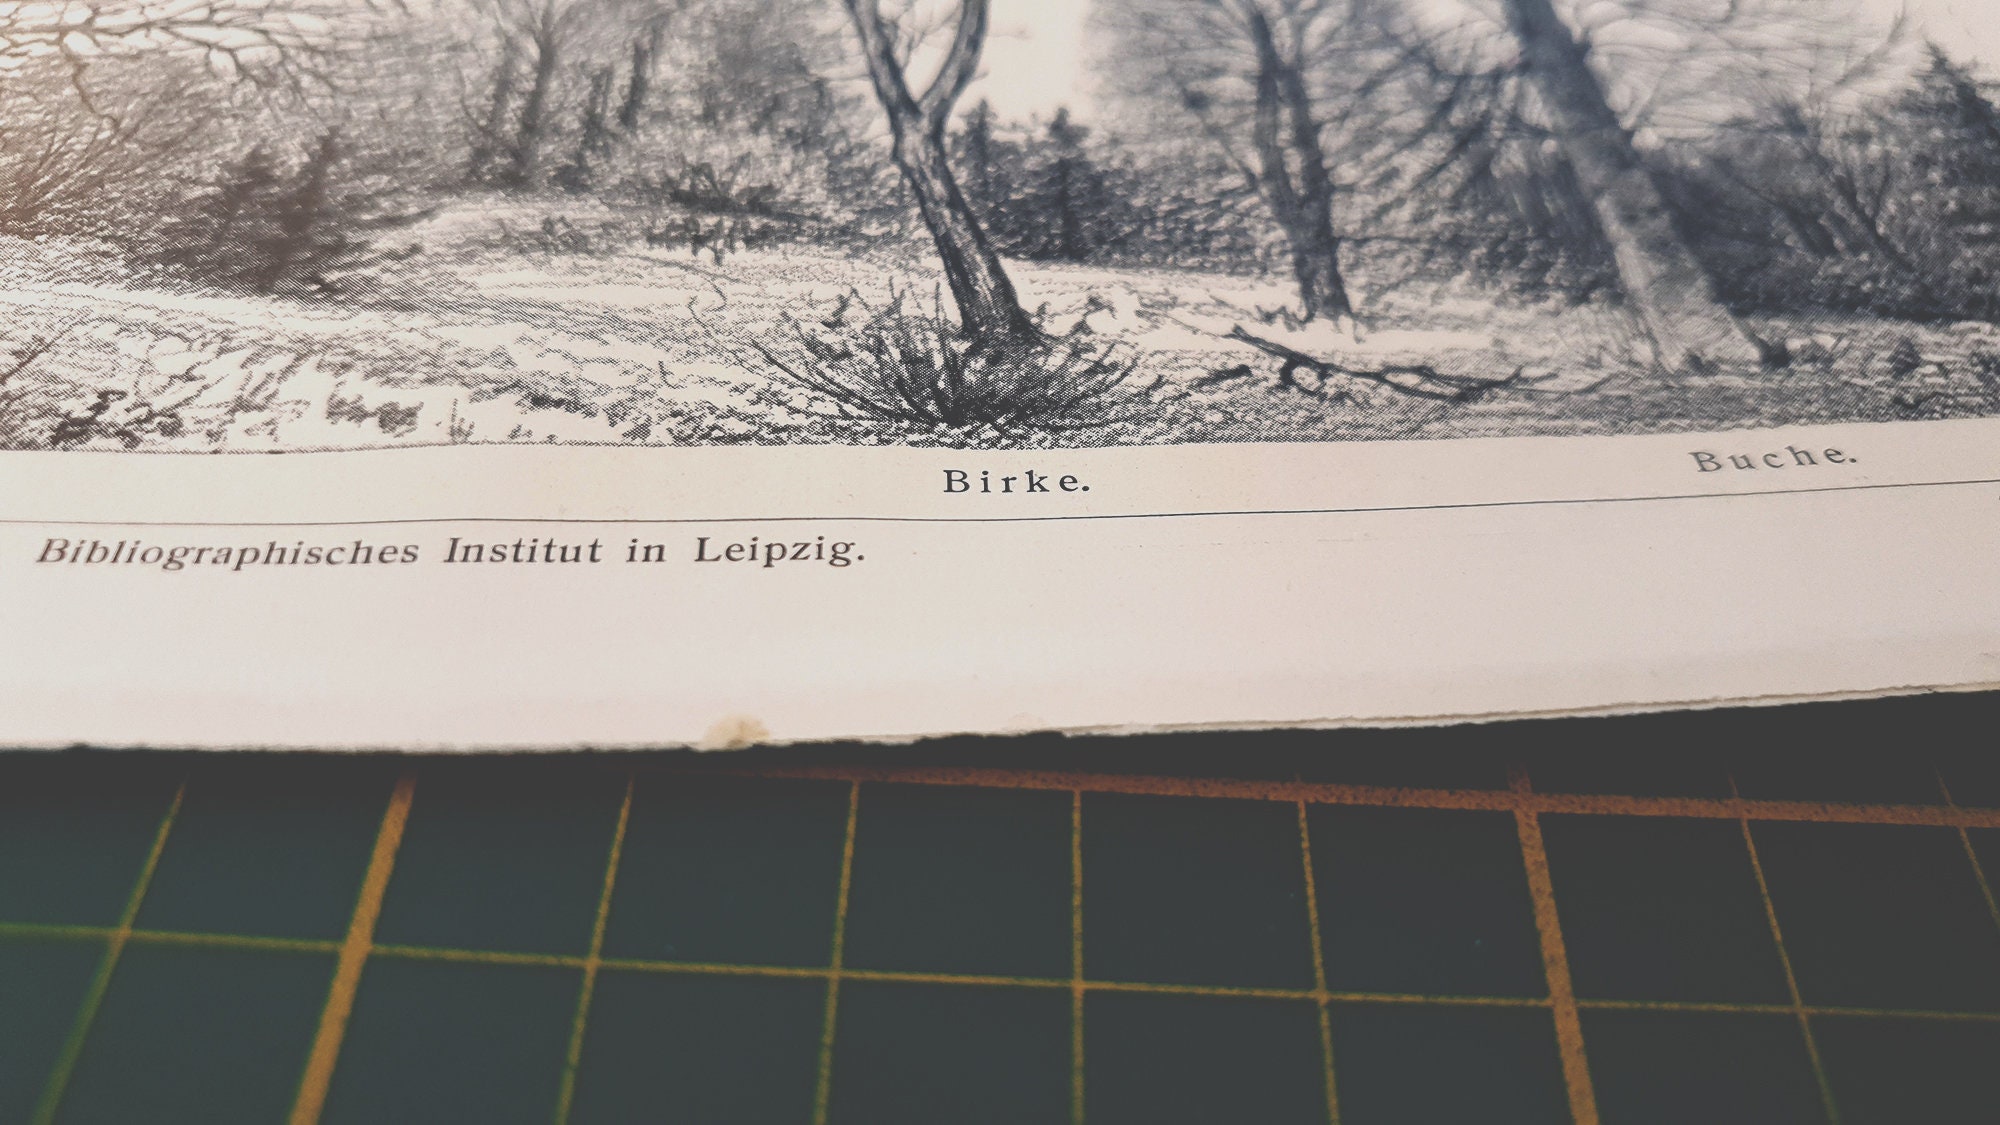 Birke.
Buche.
Bibliographisches Institut in Leipzig.